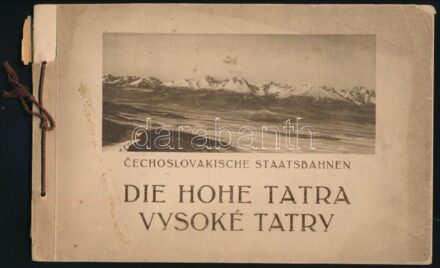 darabanth
ČECHOSLOVAKISCHE STAATSBAHNEN
DIE HOHE TATRA
VYSOKÉ TATRY